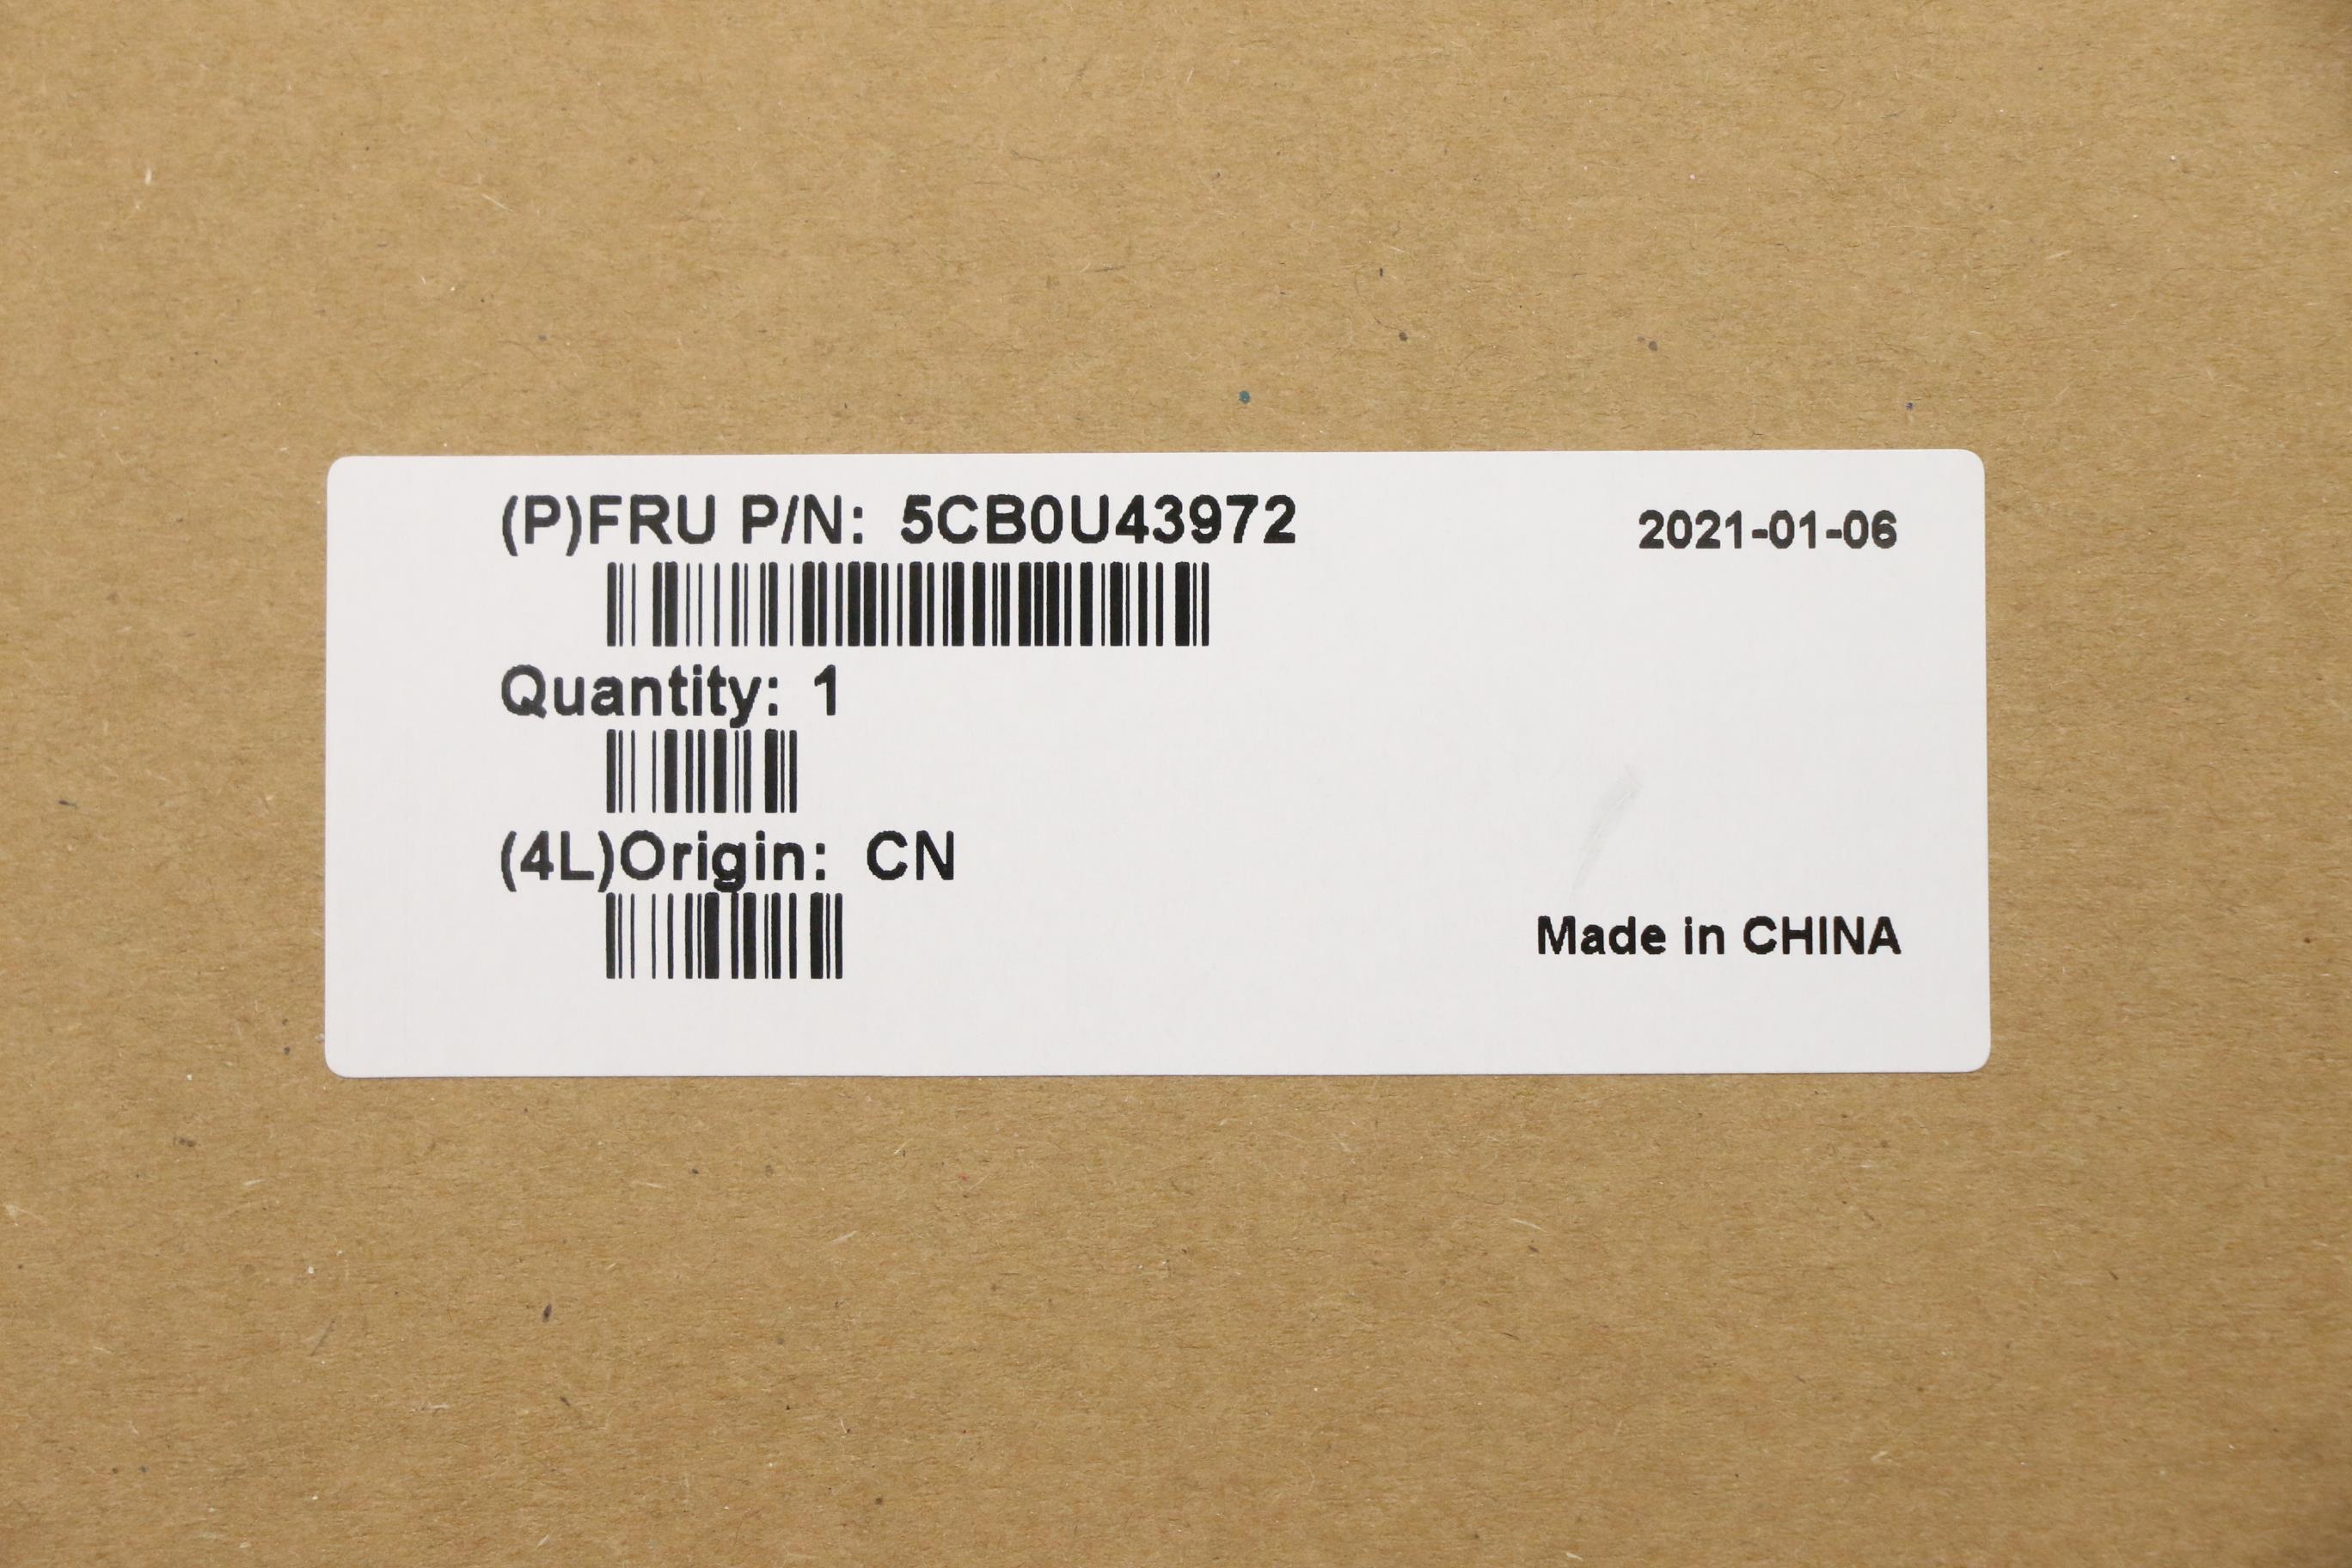 (P)FRU P/N: 5CB0U43972
2021-01-06
Quantity: 1
(4L)Origin: CN
Made in CHINA